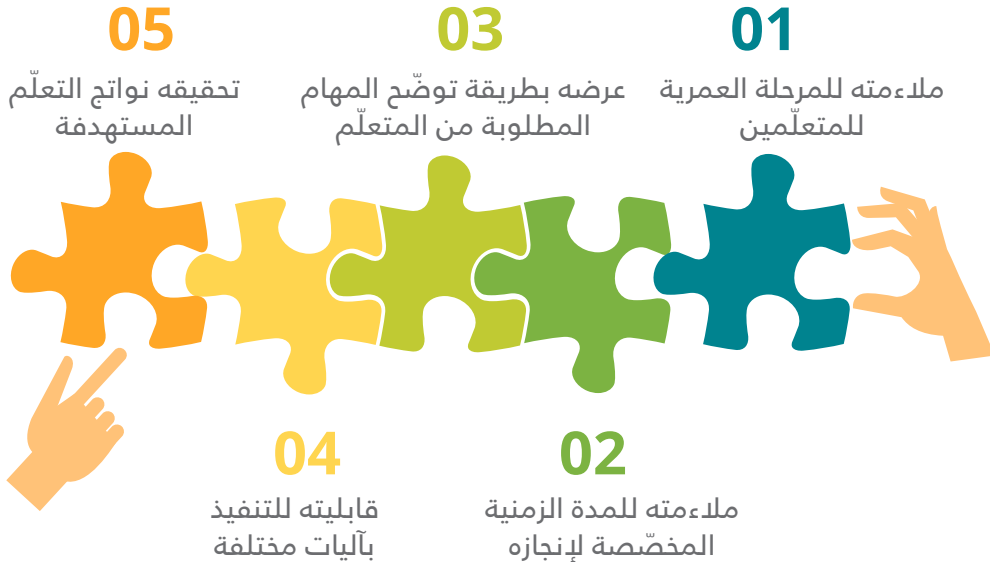 01
ملاءمته للمرحلة العمرية
للمتعلّمين
02
ملاءمته للمدة الزمنية
المخصّصة لإنجازه
03
عرضه بطريقة توضّح المهام
المطلوبة من المتعلّم
04
قابليته للتنفيذ
بآليات مختلفة
05
تحقيقه نواتج التعلّم
المستهدفة